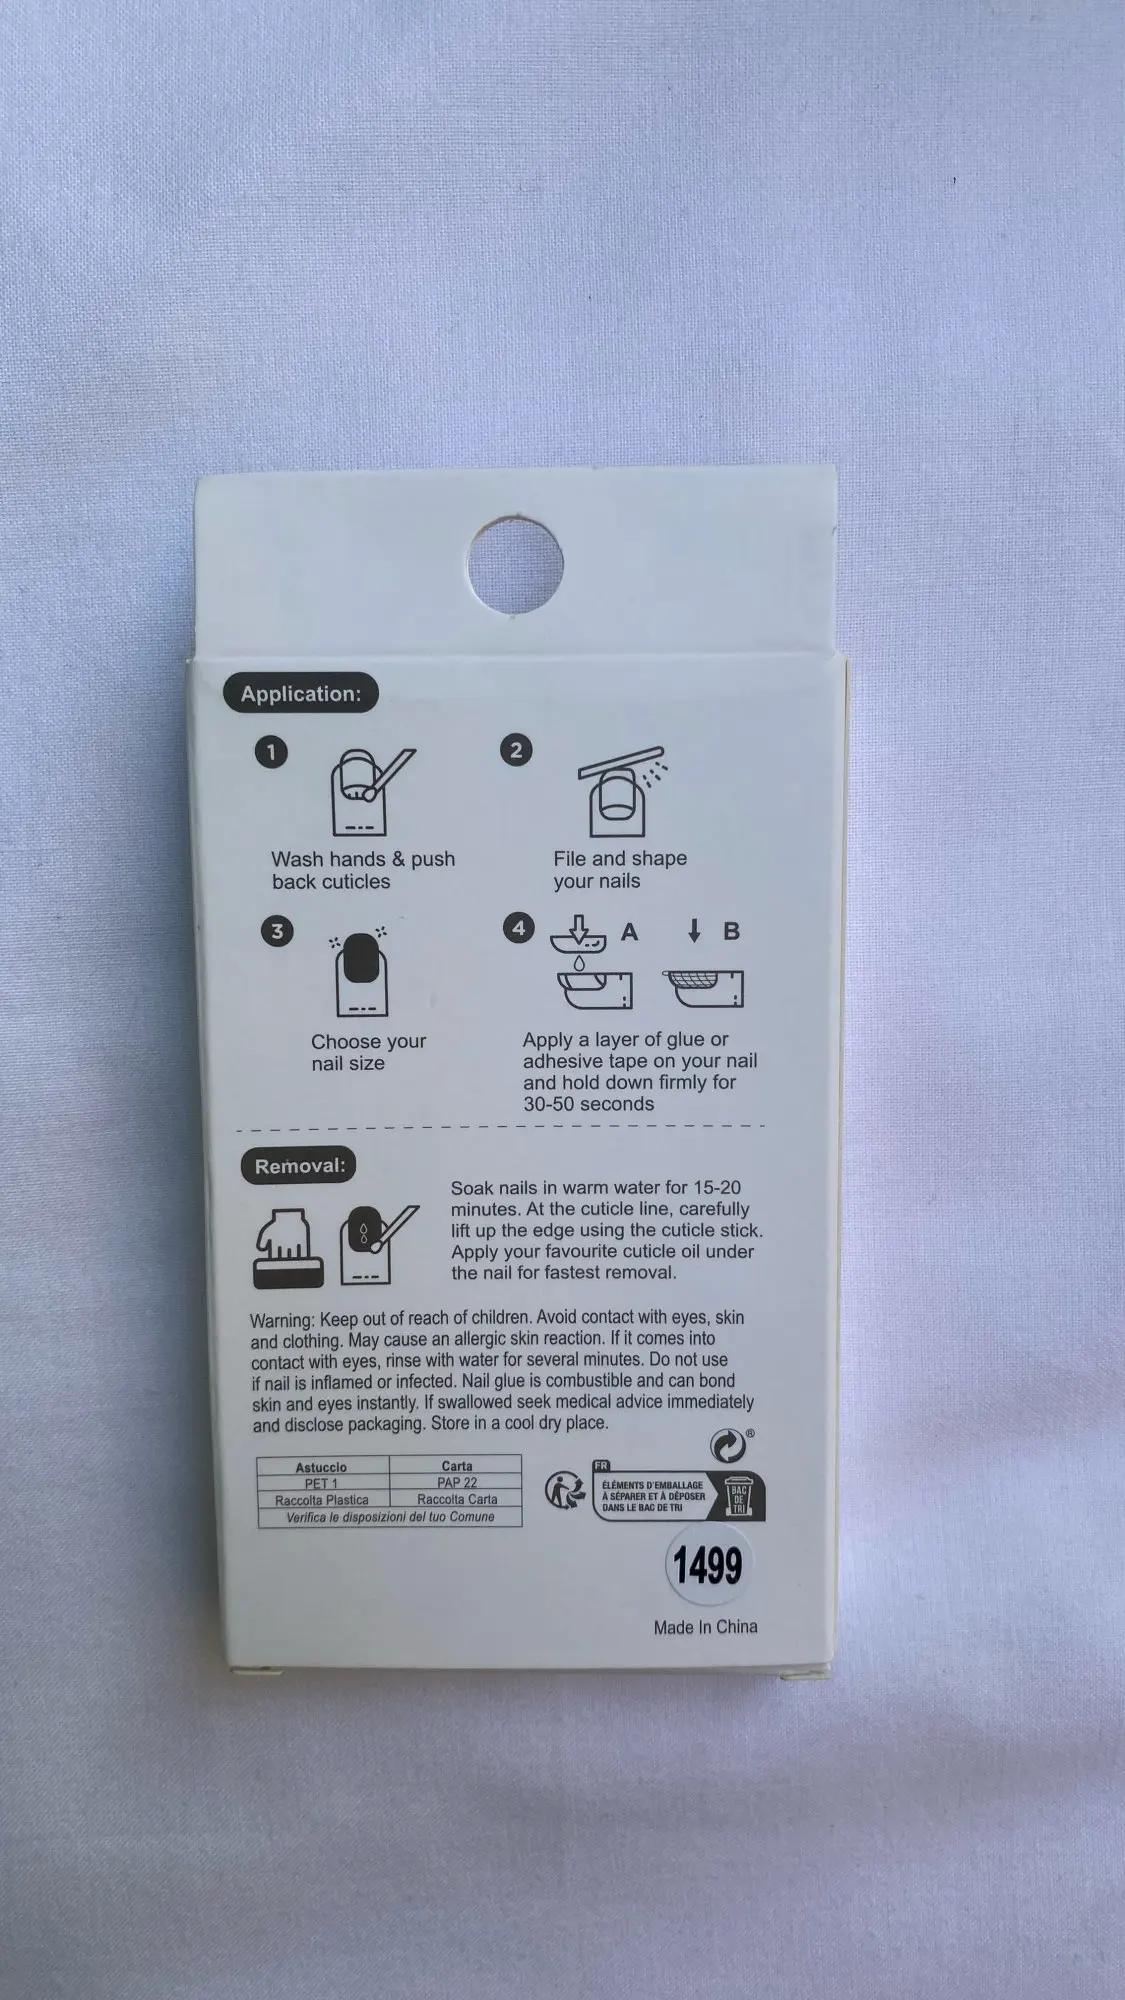 Application:
1
2
Wash hands & push
back cuticles
File and shape
your nails
3
4
A
B
Choose your
nail size
Apply a layer of glue or
adhesive tape on your nail
and hold down firmly for
30-50 seconds
Removal:
Soak nails in warm water for 15-20
minutes. At the cuticle line, carefully
lift up the edge using the cuticle stick.
Apply your favourite cuticle oil under
the nail for fastest removal.
Warning: Keep out of reach of children. Avoid contact with eyes, skin
and clothing. May cause an allergic skin reaction. If it comes into
contact with eyes, rinse with water for several minutes. Do not use
if nail is inflamed or infected. Nail glue is combustible and can bond
skin and eyes instantly. If swallowed seek medical advice immediately
and disclose packaging. Store in a cool dry place.
Astuccio Carta
PET 1 PAP 22
Raccolta Plastica Raccolta Carta
Verifica le disposizioni del tuo Comune
®
FR
ÉLÉMENTS D'EMBALLAGE
À SÉPARER ET À DÉPOSER
DANS LE BAC DE TRI
BAC
DE
TRI
1499
Made In China